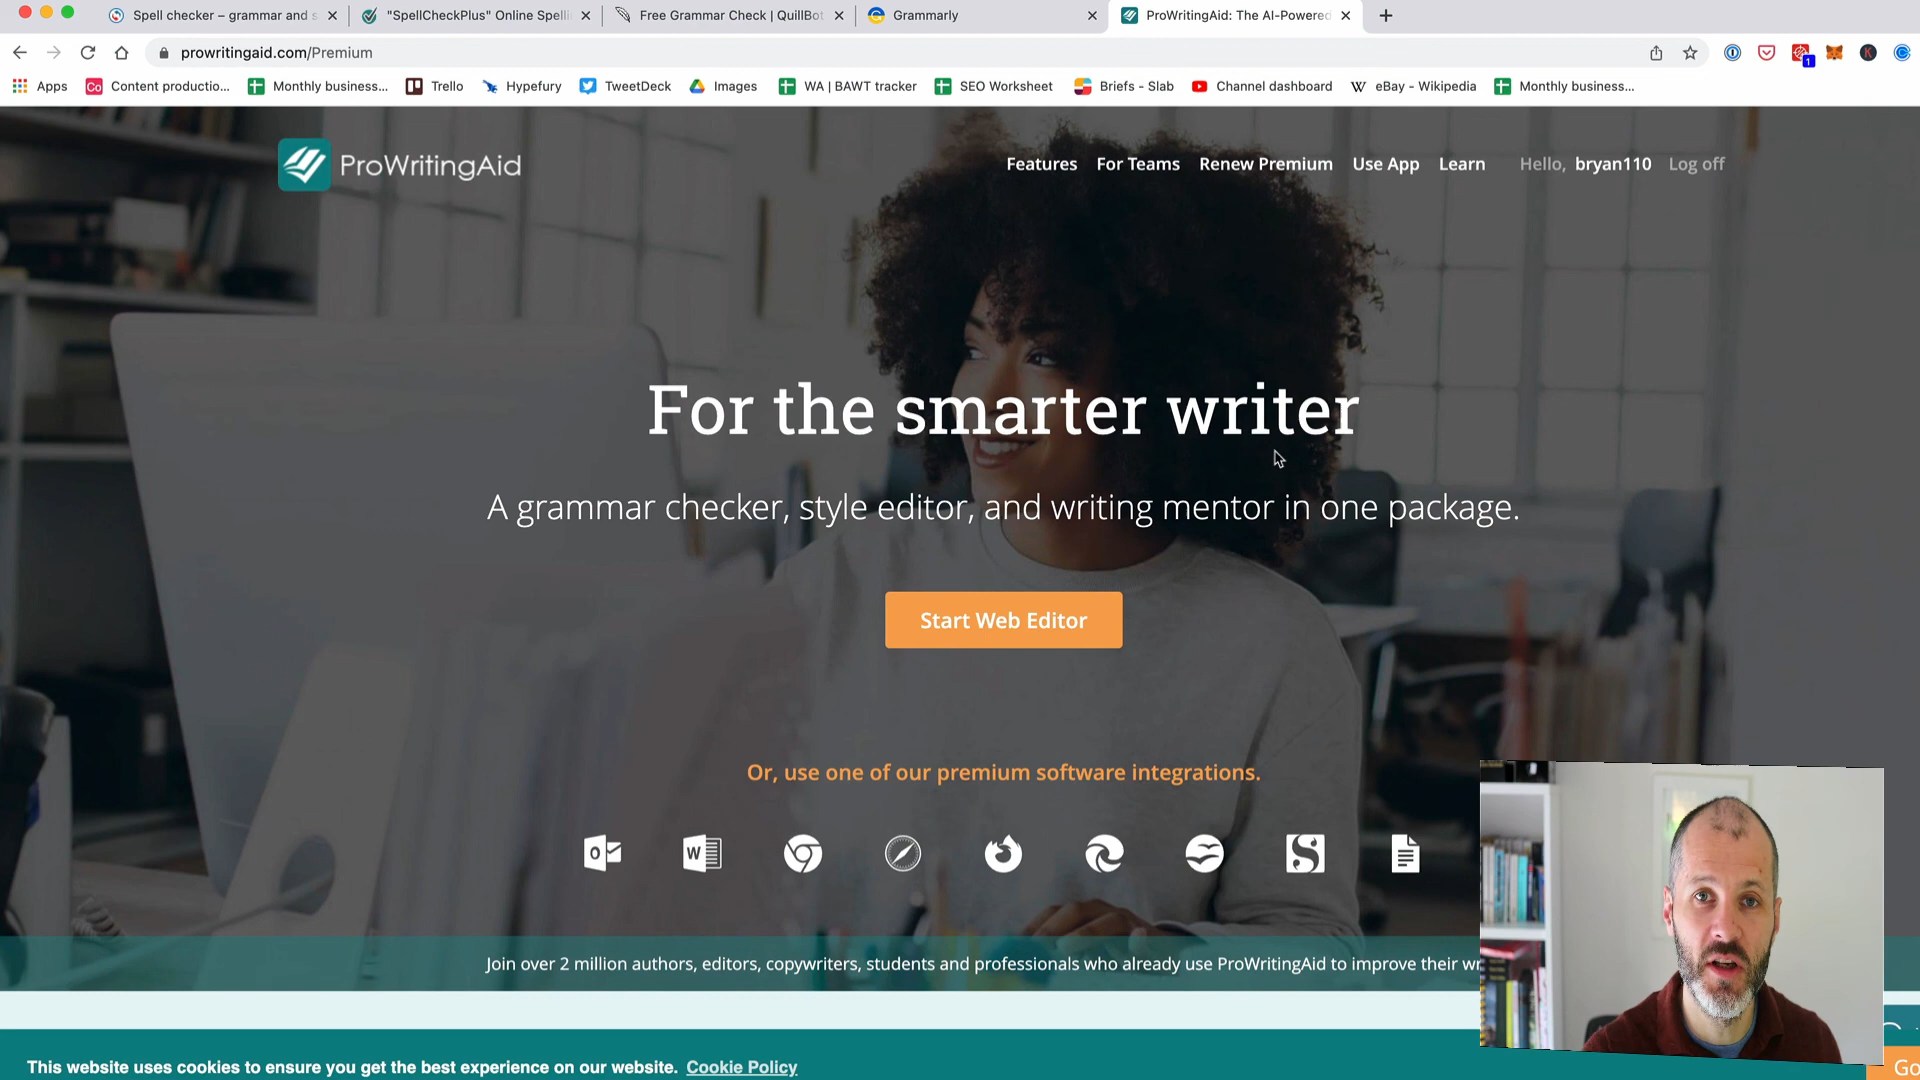 Spell checker – grammar and s
"SpellCheckPlus" Online Spelli
Free Grammar Check | QuillBot
Grammarly
ProWritingAid: The AI-Powered
prowritingaid.com/Premium
1
Apps
Co
Content productio...
Monthly business...
Trello
Hypefury
TweetDeck
Images
WA | BAWT tracker
SEO Worksheet
Briefs - Slab
Channel dashboard
W
eBay - Wikipedia
Monthly business...
ProWritingAid
Features
For Teams
Renew Premium
Use App
Learn
Hello, bryan110
Log off
For the smarter writer
A grammar checker, style editor, and writing mentor in one package.
Start Web Editor
Or, use one of our premium software integrations.
Join over 2 million authors, editors, copywriters, students and professionals who already use ProWritingAid to improve their wr
This website uses cookies to ensure you get the best experience on our website. Cookie Policy
Go